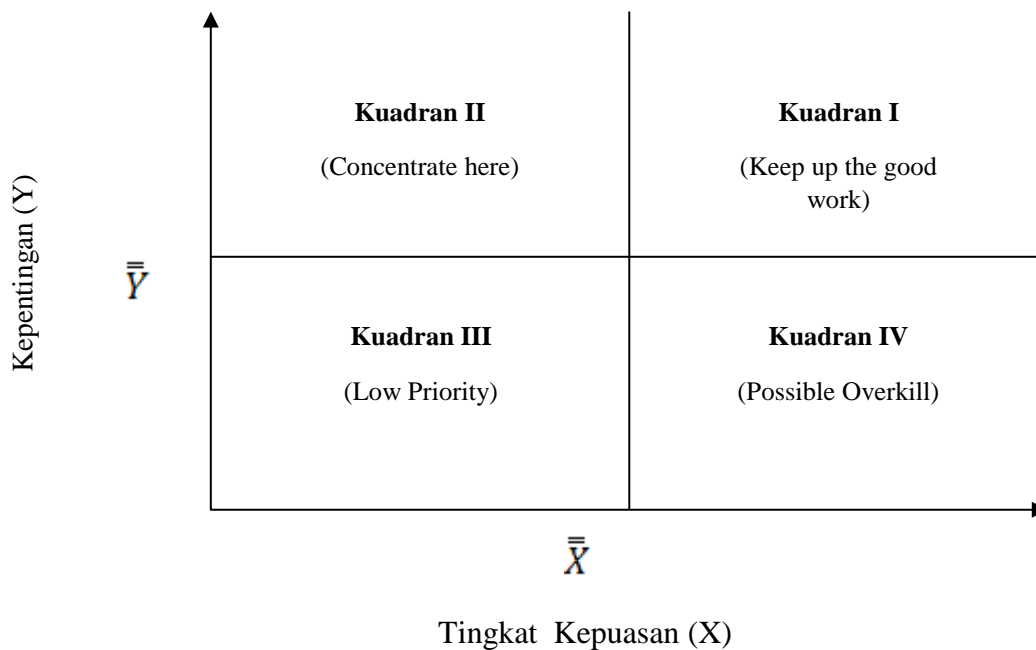 Kuadran II
(Concentrate here)
Kuadran I
(Keep up the good
work)
Kepentingan (Y)
Y̿
Kuadran III
(Low Priority)
Kuadran IV
(Possible Overkill)
X̿
Tingkat Kepuasan (X)